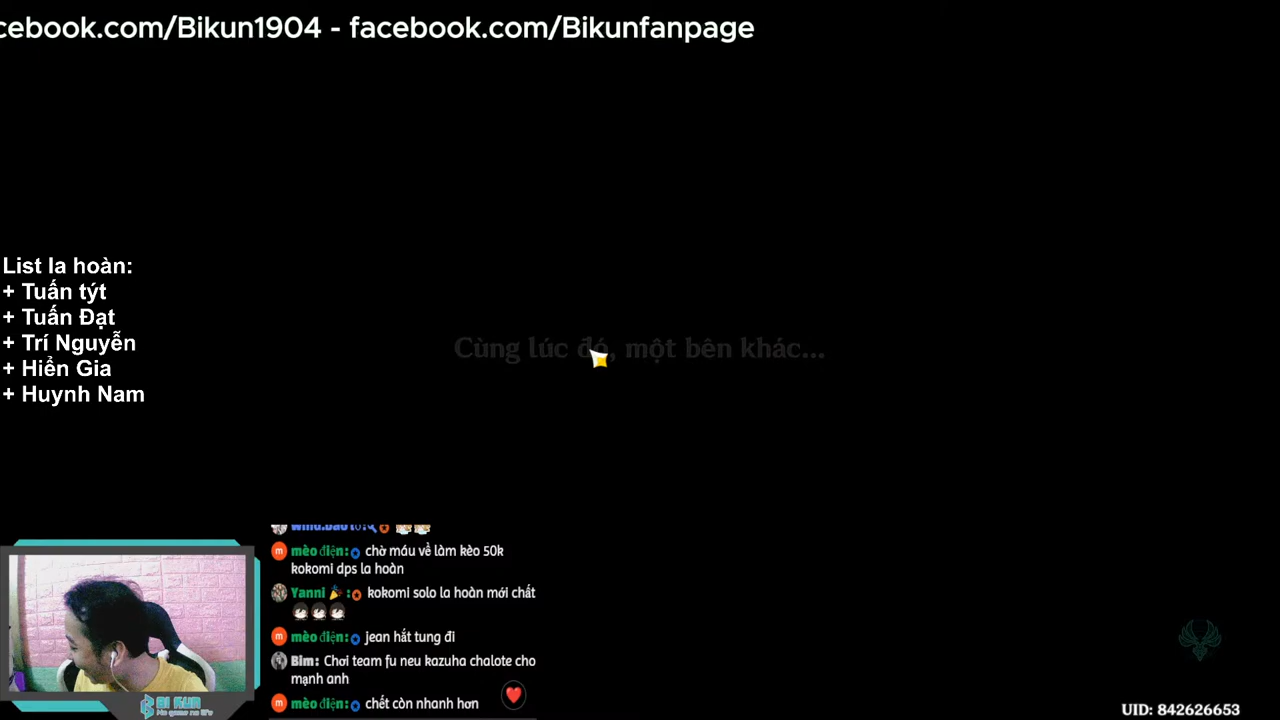 cebook.com/Bikun1904 - facebook.com/Bikunfanpage
List la hoàn:
+ Tuấn týt
+ Tuấn Đạt
+ Trí Nguyễn
+ Hiển Gia
+ Huynh Nam
Cùng lúc đó, một bên khác...
mèo điện: chờ máu về làm kèo 50k
kokomi dps la hoàn
Yanni : kokomi solo la hoàn mới chất
mèo điện: jean hắt tung đi
Bim: Chơi team fu neu kazuha chalote cho
mạnh anh
mèo điện: chết còn nhanh hơn
BI KUN
UID: 842626653